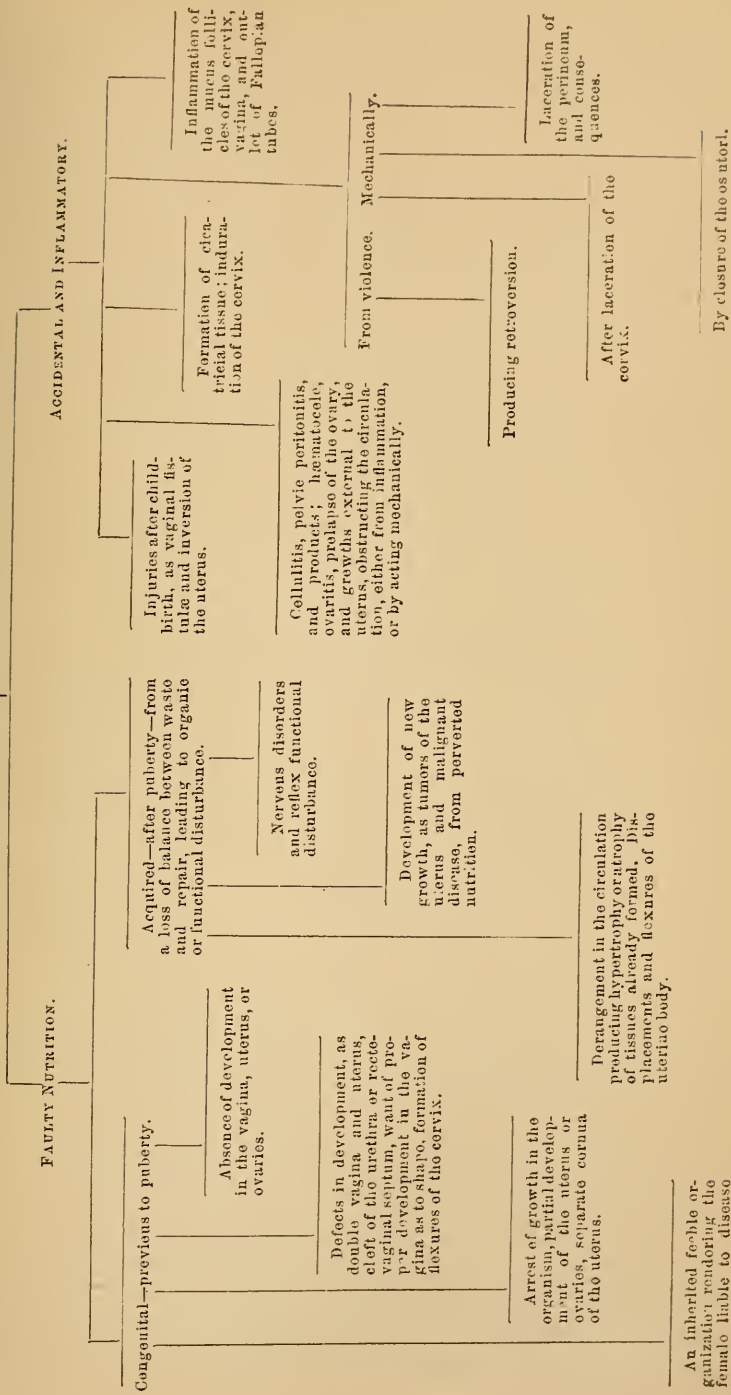 FAULTY NUTRITION.
Congenital—previous to puberty.
Absence of development
in the vagina, uterus, or
ovaries.
Defects in development, as
double vagina and uterus,
cleft of the urethra or recto-
vaginal septum, want of pro-
per development in the va-
gina as to shape, formation of
flexures of the cervix.
Arrest of growth in the
organism, partial develop-
ment of the uterus or
ovaries, separate cornua
of the uterus.
An inherited feeble or-
ganization rendering the
female liable to disease
Acquired—after puberty—from
a loss of balance between waste
and repair, leading to organic
or functional disturbance.
Nervous disorders
and reflex functional
disturbance.
Development of new
growth, as tumors of the
uterus and malignant
disease, from perverted
nutrition.
Derangement in the circulation
producing hypertrophy or atrophy
of tissues already formed. Dis-
placements and flexures of the
uterine body.
ACCIDENTAL AND INFLAMMATORY.
Injuries after child-
birth, as vaginal fis-
tulæ and inversion of
the uterus.
Cellulitis, pelvic peritonitis,
and products; hæmatocele,
ovaritis, prolapse of the ovary,
and growths external to the
uterus, obstructing the circula-
tion, either from inflammation,
or by acting mechanically.
Formation of cica-
tricial tissue; indura-
tion of the cervix.
From violence. Mechanically.
Producing retroversion.
After laceration of the
cervix.
By closure of the os uteri.
Laceration of
the perineum,
and conse-
quences.
Inflammation of
the mucus folli-
cles of the cervix,
vagina, and out-
let of Fallopian
tubes.